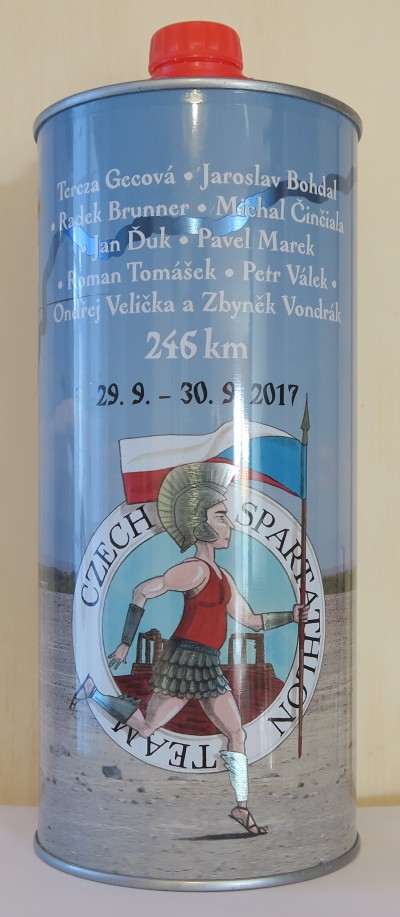 Tereza Gecová • Jaroslav Bohdal
• Radek Brunner • Michal Činčiala
• Jan Ďuk • Pavel Marek
• Roman Tomášek • Petr Válek •
Ondřej Velička a Zbyněk Vondrák
246 km
29. 9. – 30. 9. 2017
CZECH SPARTATHLON TEAM